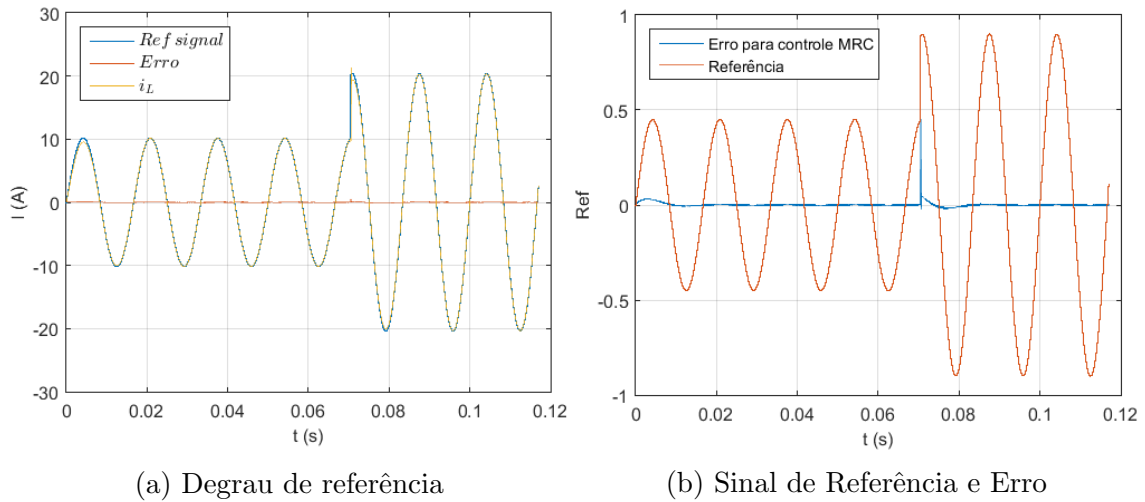 30
20
10
0
-10
-20
-30
I (A)
Ref signal
Erro
i_L
0
0.02
0.04
0.06
0.08
0.1
0.12
t (s)
(a) Degrau de referência
1
0.5
0
-0.5
-1
Ref
Erro para controle MRC
Referência
0
0.02
0.04
0.06
0.08
0.1
0.12
t (s)
(b) Sinal de Referência e Erro